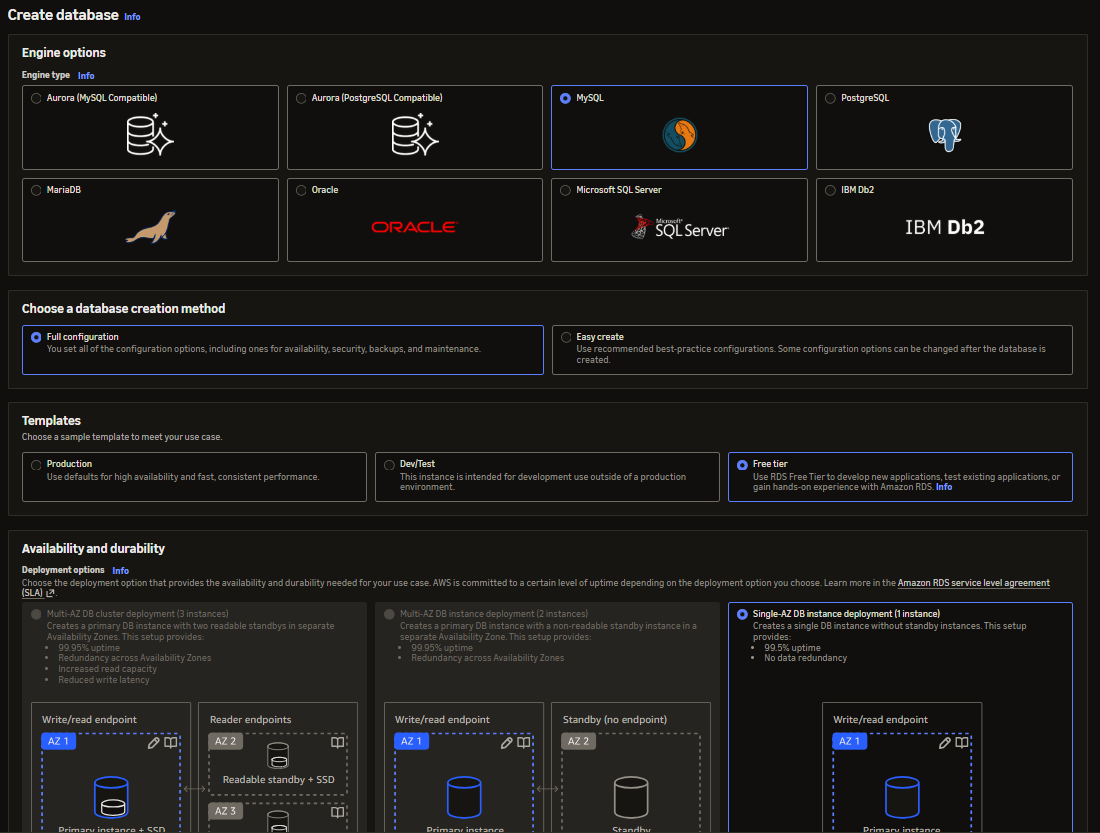 Create database Info
Engine options
Engine type Info
Aurora (MySQL Compatible)
Aurora (PostgreSQL Compatible)
MySQL
PostgreSQL
MariaDB
Oracle
ORACLE
Microsoft SQL Server
Microsoft
SQL Server
IBM Db2
IBM Db2
Choose a database creation method
Full configuration
You set all of the configuration options, including ones for availability, security, backups, and maintenance.
Easy create
Use recommended best-practice configurations. Some configuration options can be changed after the database is
created.
Templates
Choose a sample template to meet your use case.
Production
Use defaults for high availability and fast, consistent performance.
Dev/Test
This instance is intended for development use outside of a production
environment.
Free tier
Use RDS Free Tier to develop new applications, test existing applications, or
gain hands-on experience with Amazon RDS. Info
Availability and durability
Deployment options Info
Choose the deployment option that provides the availability and durability needed for your use case. AWS is committed to a certain level of uptime depending on the deployment option you choose. Learn more in the Amazon RDS service level agreement
(SLA).
Multi-AZ DB cluster deployment (3 instances)
Creates a primary DB instance with two readable standbys in separate
Availability Zones. This setup provides:
• 99.95% uptime
• Redundancy across Availability Zones
• Increased read capacity
• Reduced write latency
Write/read endpoint
AZ 1
Primary instance + SSD
Reader endpoints
AZ 2
Readable standby + SSD
AZ 3
Multi-AZ DB instance deployment (2 instances)
Creates a primary DB instance with a non-readable standby instance in a
separate Availability Zone. This setup provides:
• 99.95% uptime
• Redundancy across Availability Zones
Write/read endpoint
AZ 1
Primary instance
Standby (no endpoint)
AZ 2
Standby
Single-AZ DB instance deployment (1 instance)
Creates a single DB instance without standby instances. This setup
provides:
• 99.5% uptime
• No data redundancy
Write/read endpoint
AZ 1
Primary instance